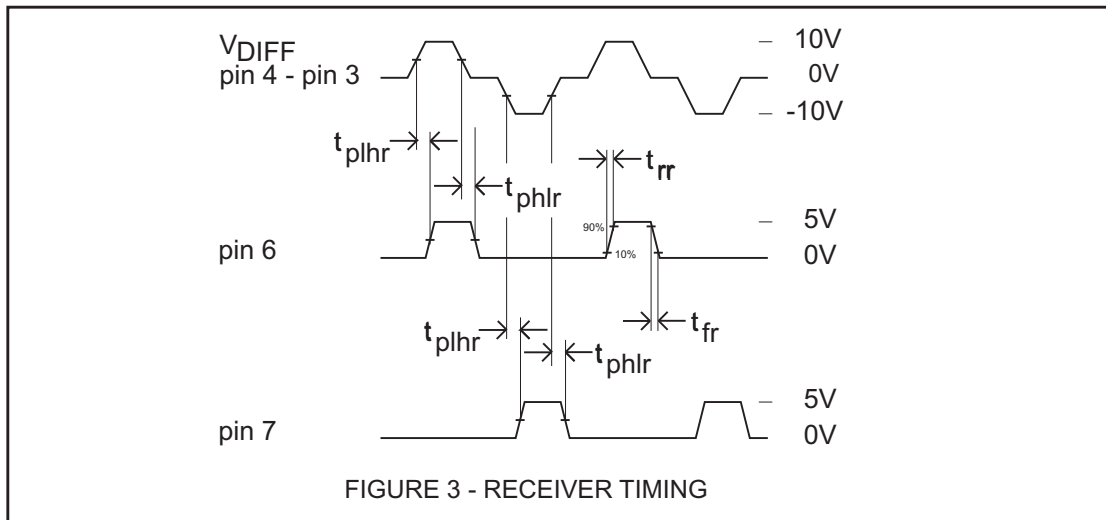 VDIFF
pin 4 - pin 3
10V
0V
-10V
tplhr
tphlr
trr
pin 6
90%
10%
5V
0V
tfr
tplhr
tphlr
pin 7
5V
0V
FIGURE 3 - RECEIVER TIMING